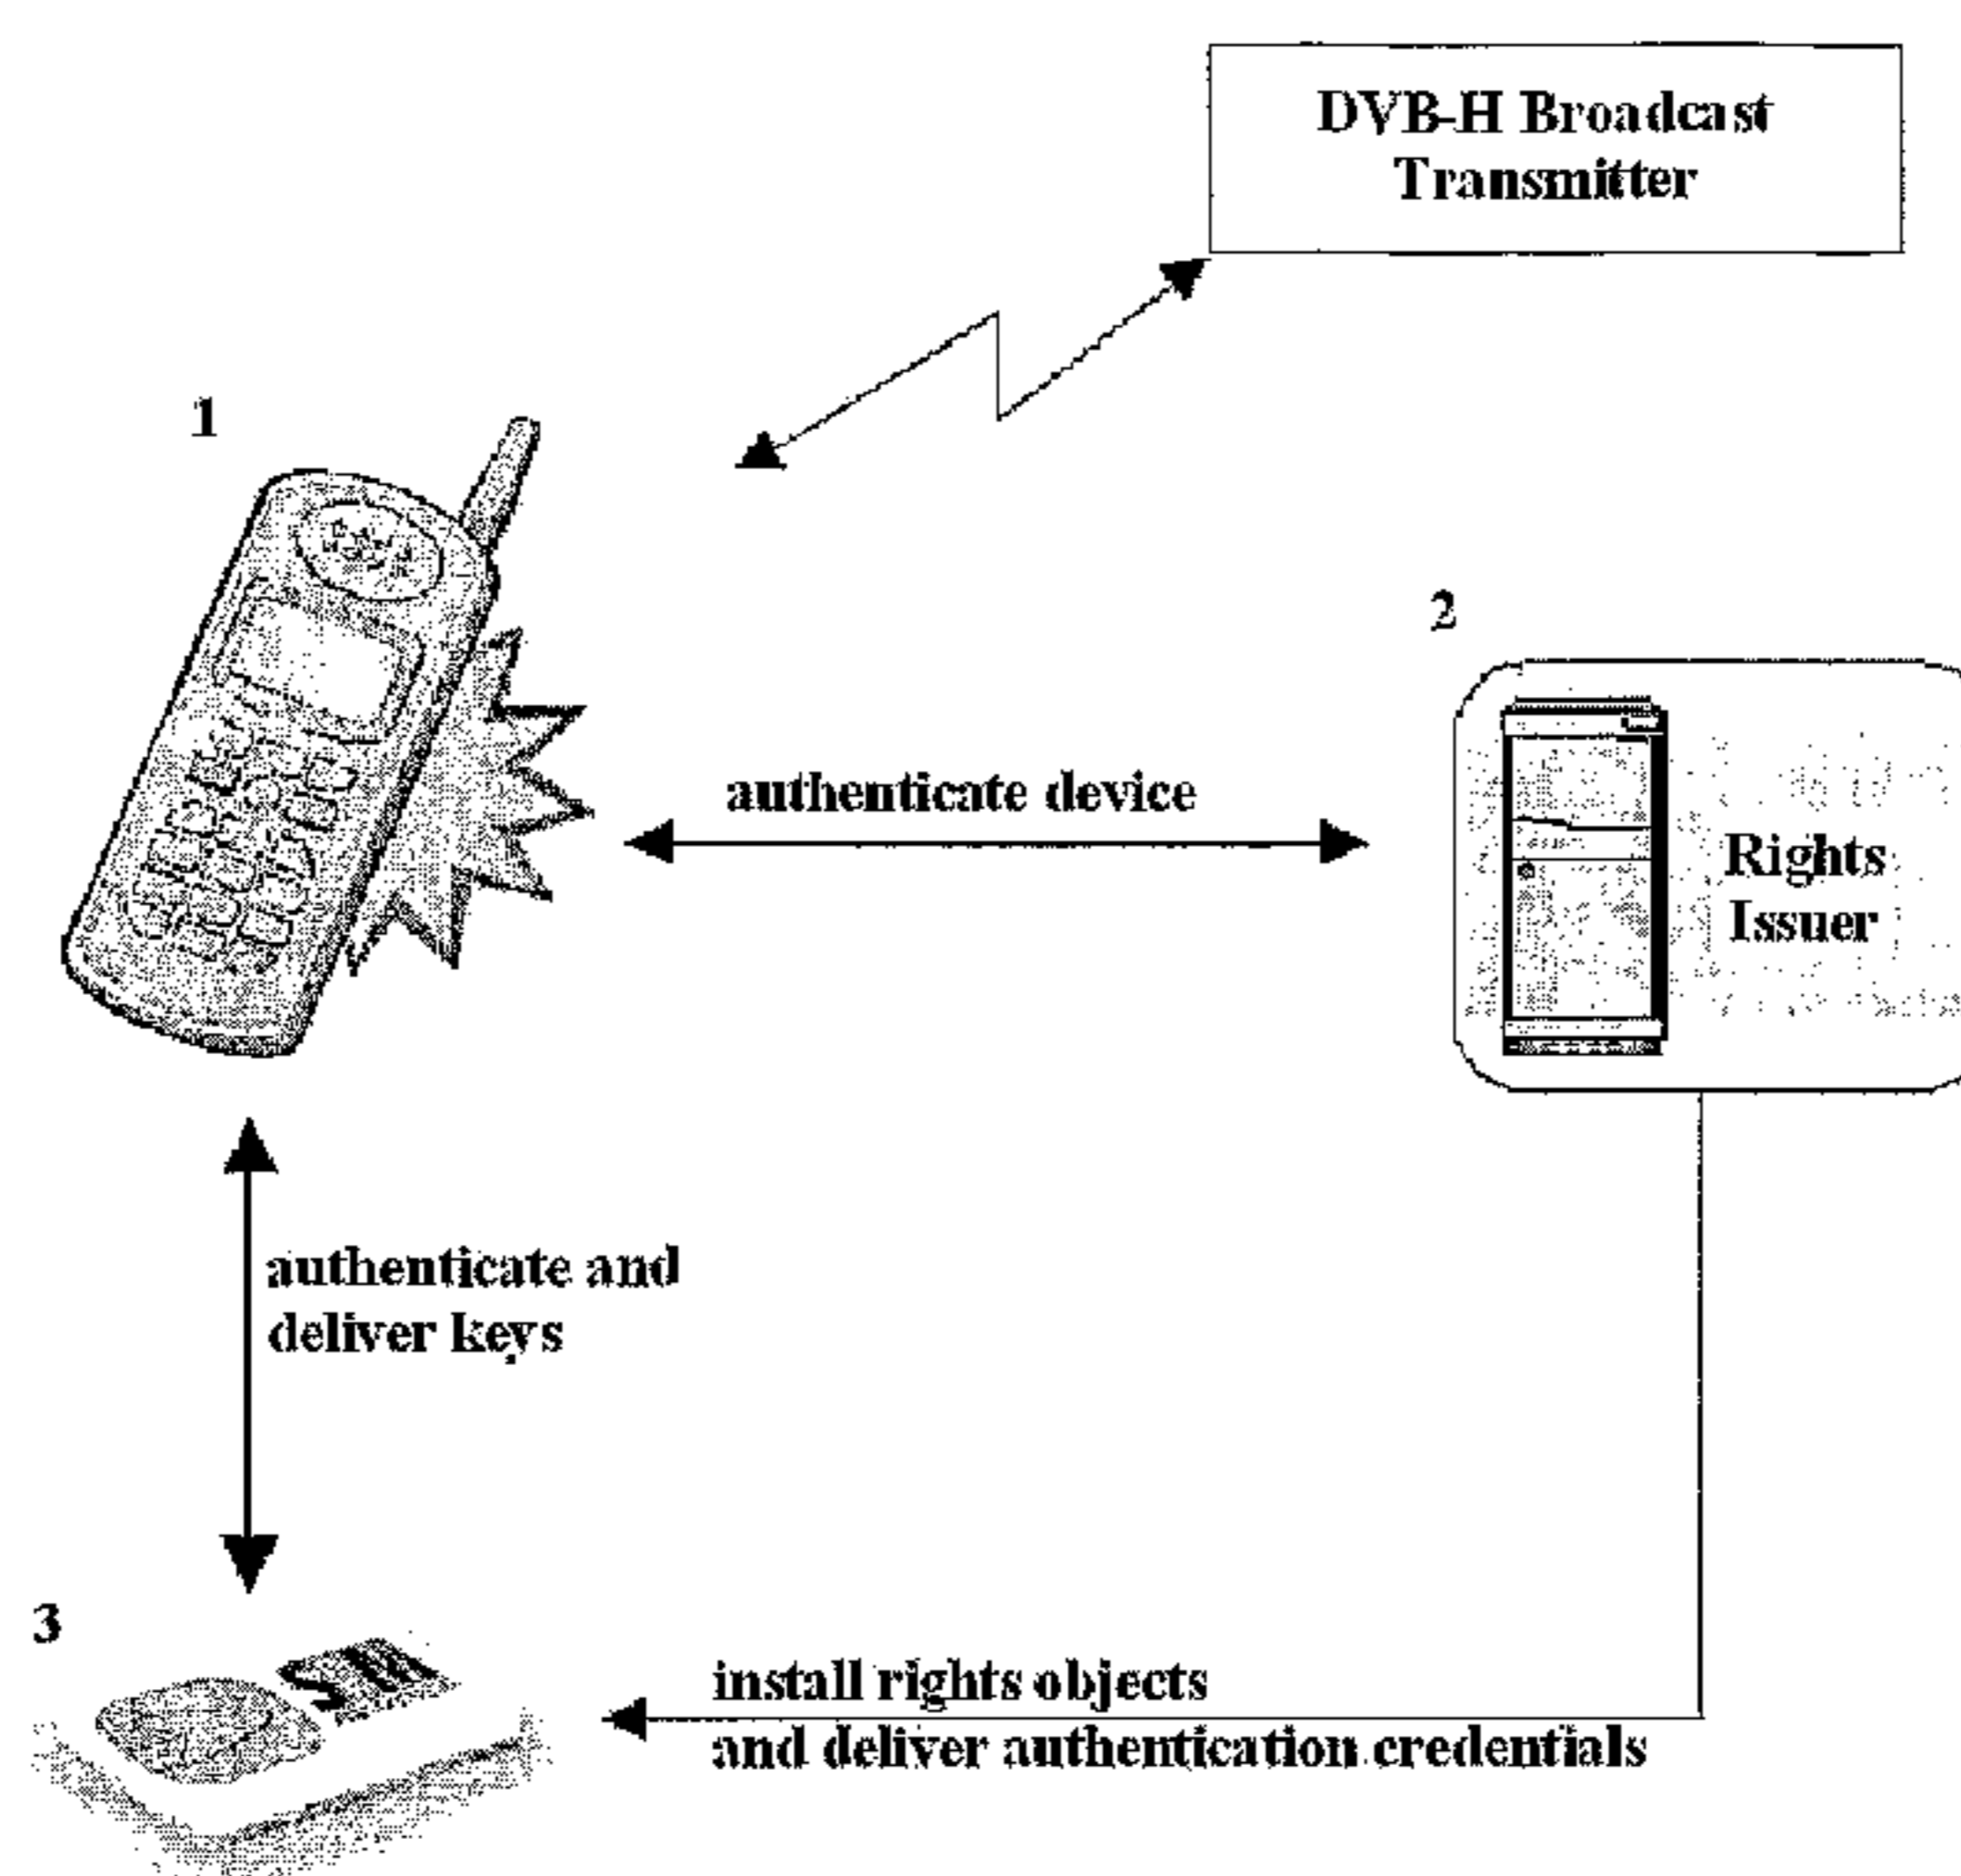 DVB-H Broadcast
Transmitter
1
2
authenticate device
Rights
Issuer
authenticate and
deliver keys
3
SIM
install rights objects
and deliver authentication credentials